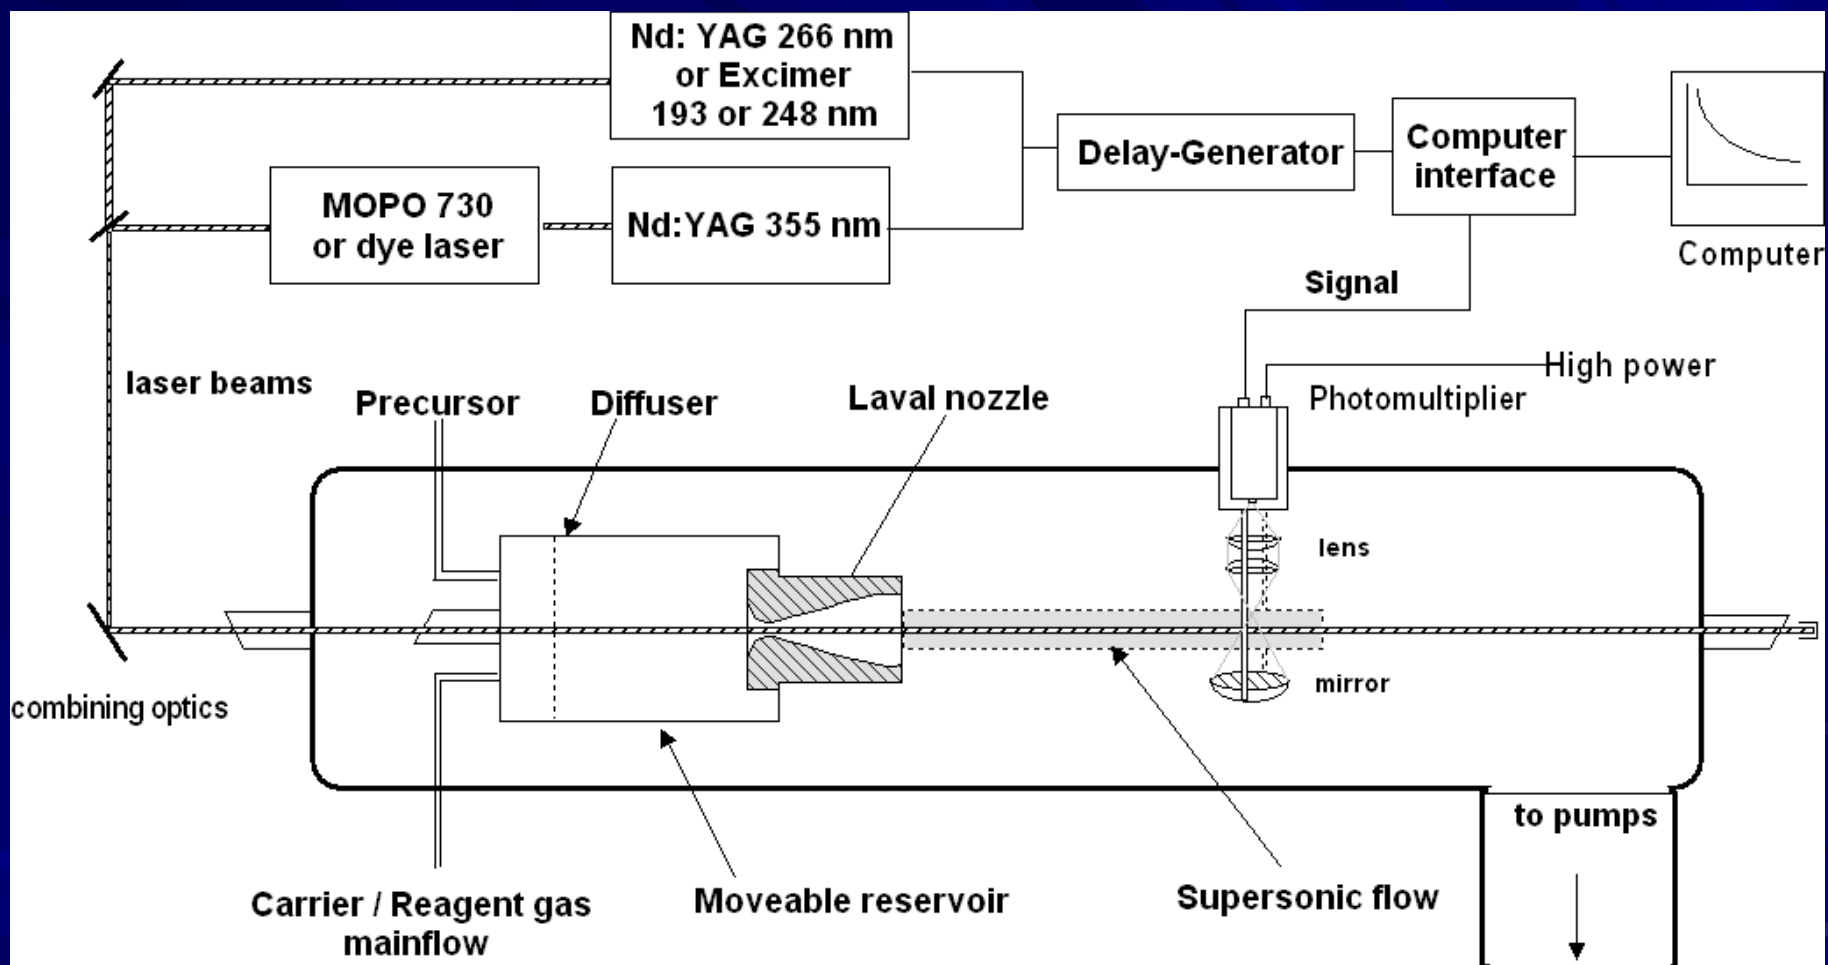 Nd: YAG 266 nm
or Excimer
193 or 248 nm
MOPO 730
or dye laser
Nd:YAG 355 nm
Delay-Generator
Computer
interface
Computer
Signal
High power
Photomultiplier
laser beams
Precursor
Diffuser
Laval nozzle
lens
mirror
combining optics
to pumps
Carrier / Reagent gas
mainflow
Moveable reservoir
Supersonic flow